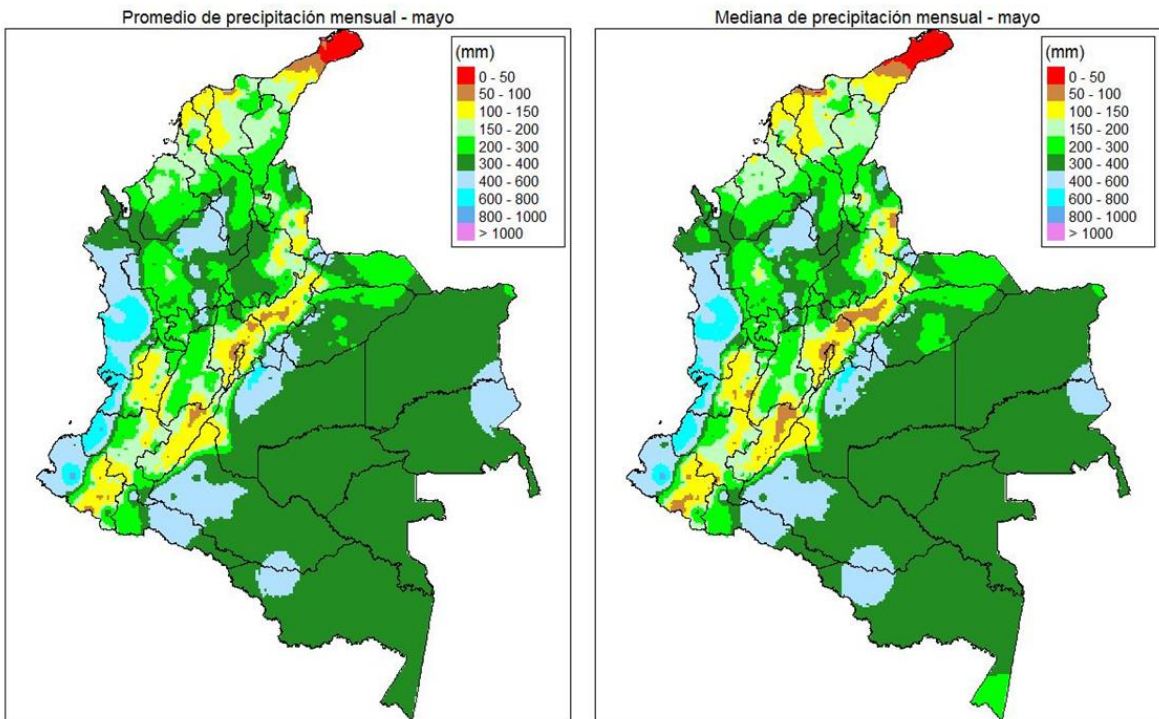 Promedio de precipitación mensual - mayo
(mm)
0 - 50
50 - 100
100 - 150
150 - 200
200 - 300
300 - 400
400 - 600
600 - 800
800 - 1000
> 1000
Mediana de precipitación mensual - mayo
(mm)
0 - 50
50 - 100
100 - 150
150 - 200
200 - 300
300 - 400
400 - 600
600 - 800
800 - 1000
> 1000